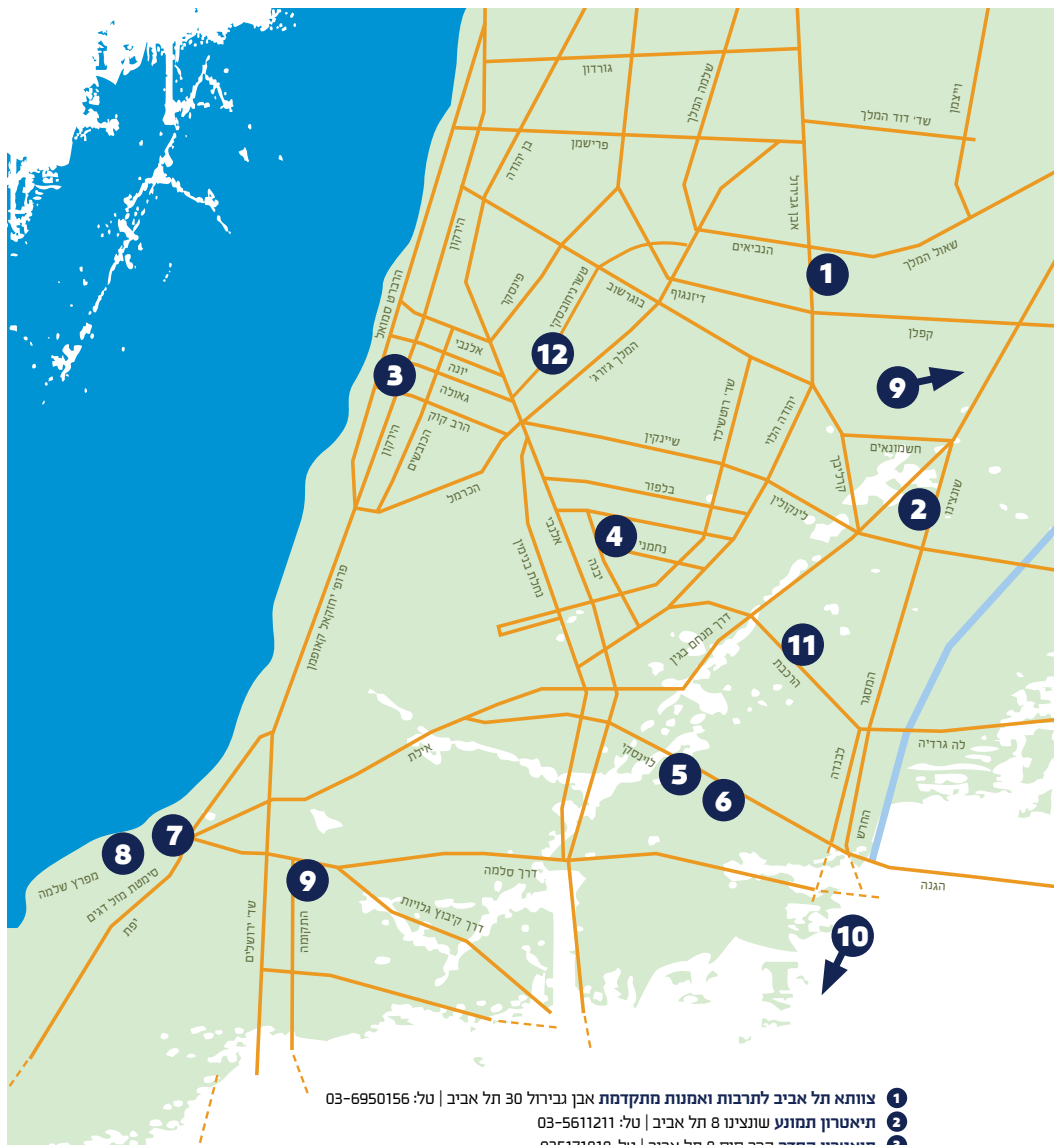 גורדון
שלמה המלך
וייצמן
שד׳ דוד המלך
פרישמן
בן יהודה
אבן גבירול
הירקון
הנביאים
שאול המלך
1
הרברט סמואל
פינסקר
טשרניחובסקי
בוגרשוב
דיזנגוף
קפלן
אלנבי
12
המלך ג׳ורג׳
יונה
3
גאולה
9
שד׳ רוטשילד
יהודה הלוי
הרב קוק
הירקון
הכובשים
שיינקין
חשמונאים
קרליבך
הכרמל
בלפור
לינקולין
2
שונצינו
אלנבי
4
נחמני
יבנה
נחלת בנימין
פרופ׳ יחזקאל קאופמן
דרך מנחם בגין
11
הרכבת
המסגר
אילת
לוינסקי
לה גרדיה
לבנדה
5
6
החרש
7
8
מפרץ שלמה
סימטת מזל דגים
יפת
9
דרך סלמה
הגנה
שד׳ ירושלים
התקומה
דרך קיבוץ גלויות
10
1 צוותא תל אביב לתרבות ואמנות מתקדמת אבן גבירול 30 תל אביב | טל: 03-6950156
2 תיאטרון תמונע שונצינו 8 תל אביב | טל: 03-5611211